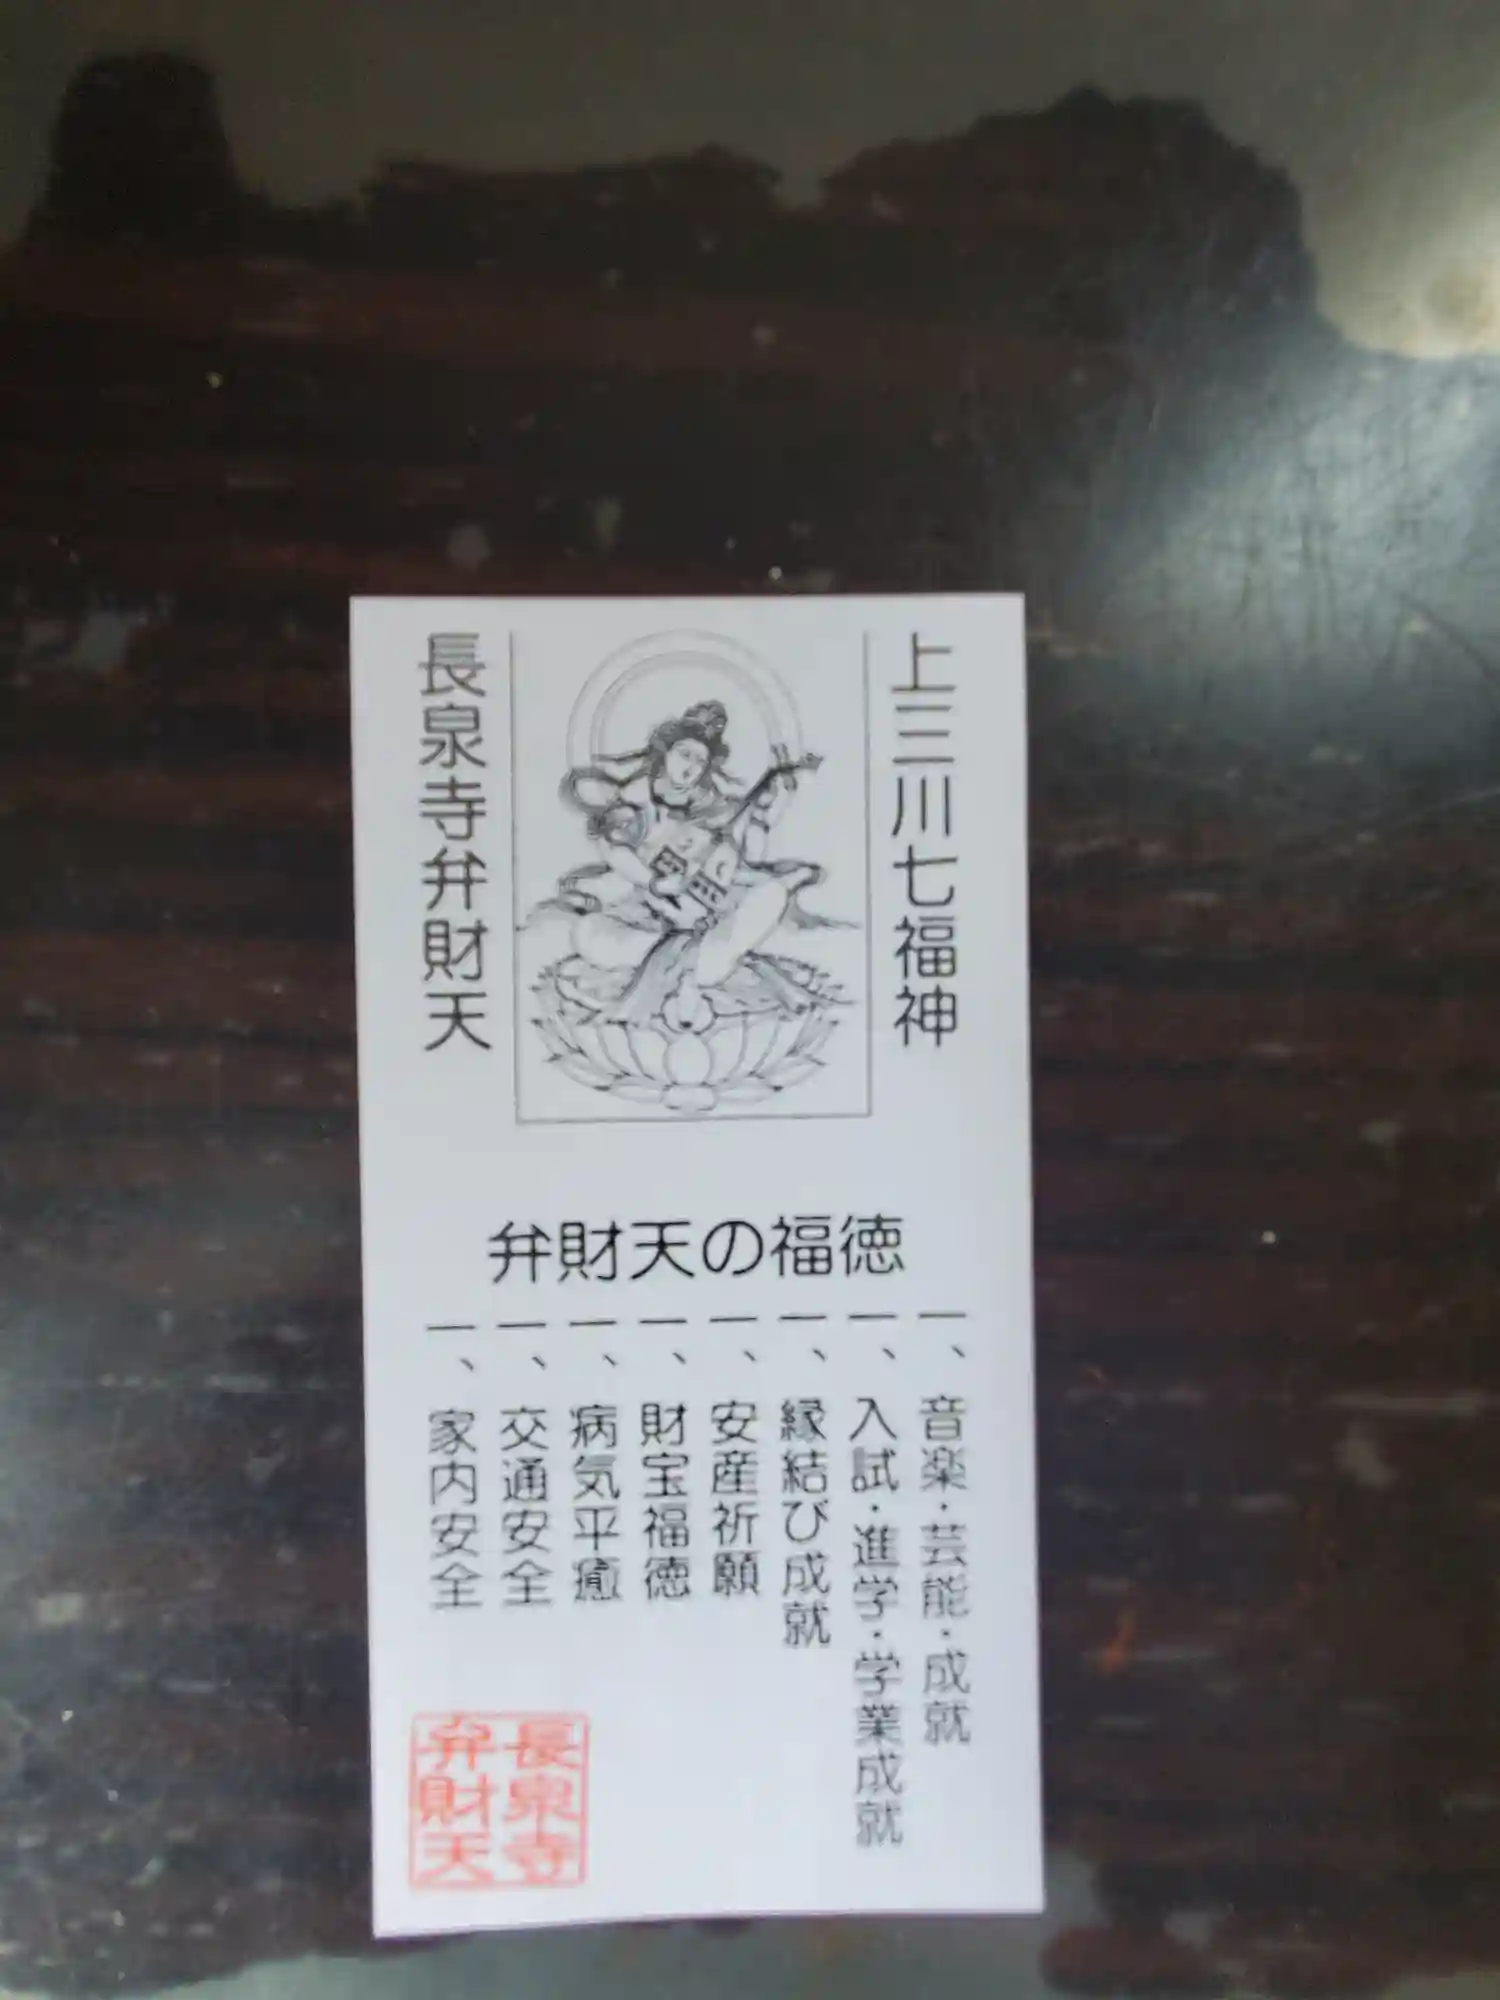 上三川七福神
長泉寺弁財天
弁財天の福徳
一、音楽・芸能・成就
一、入試・進学・学業成就
一、縁結び成就
一、安産祈願
一、財宝福徳
一、病気平癒
一、交通安全
一、家内安全
長泉寺
弁財天